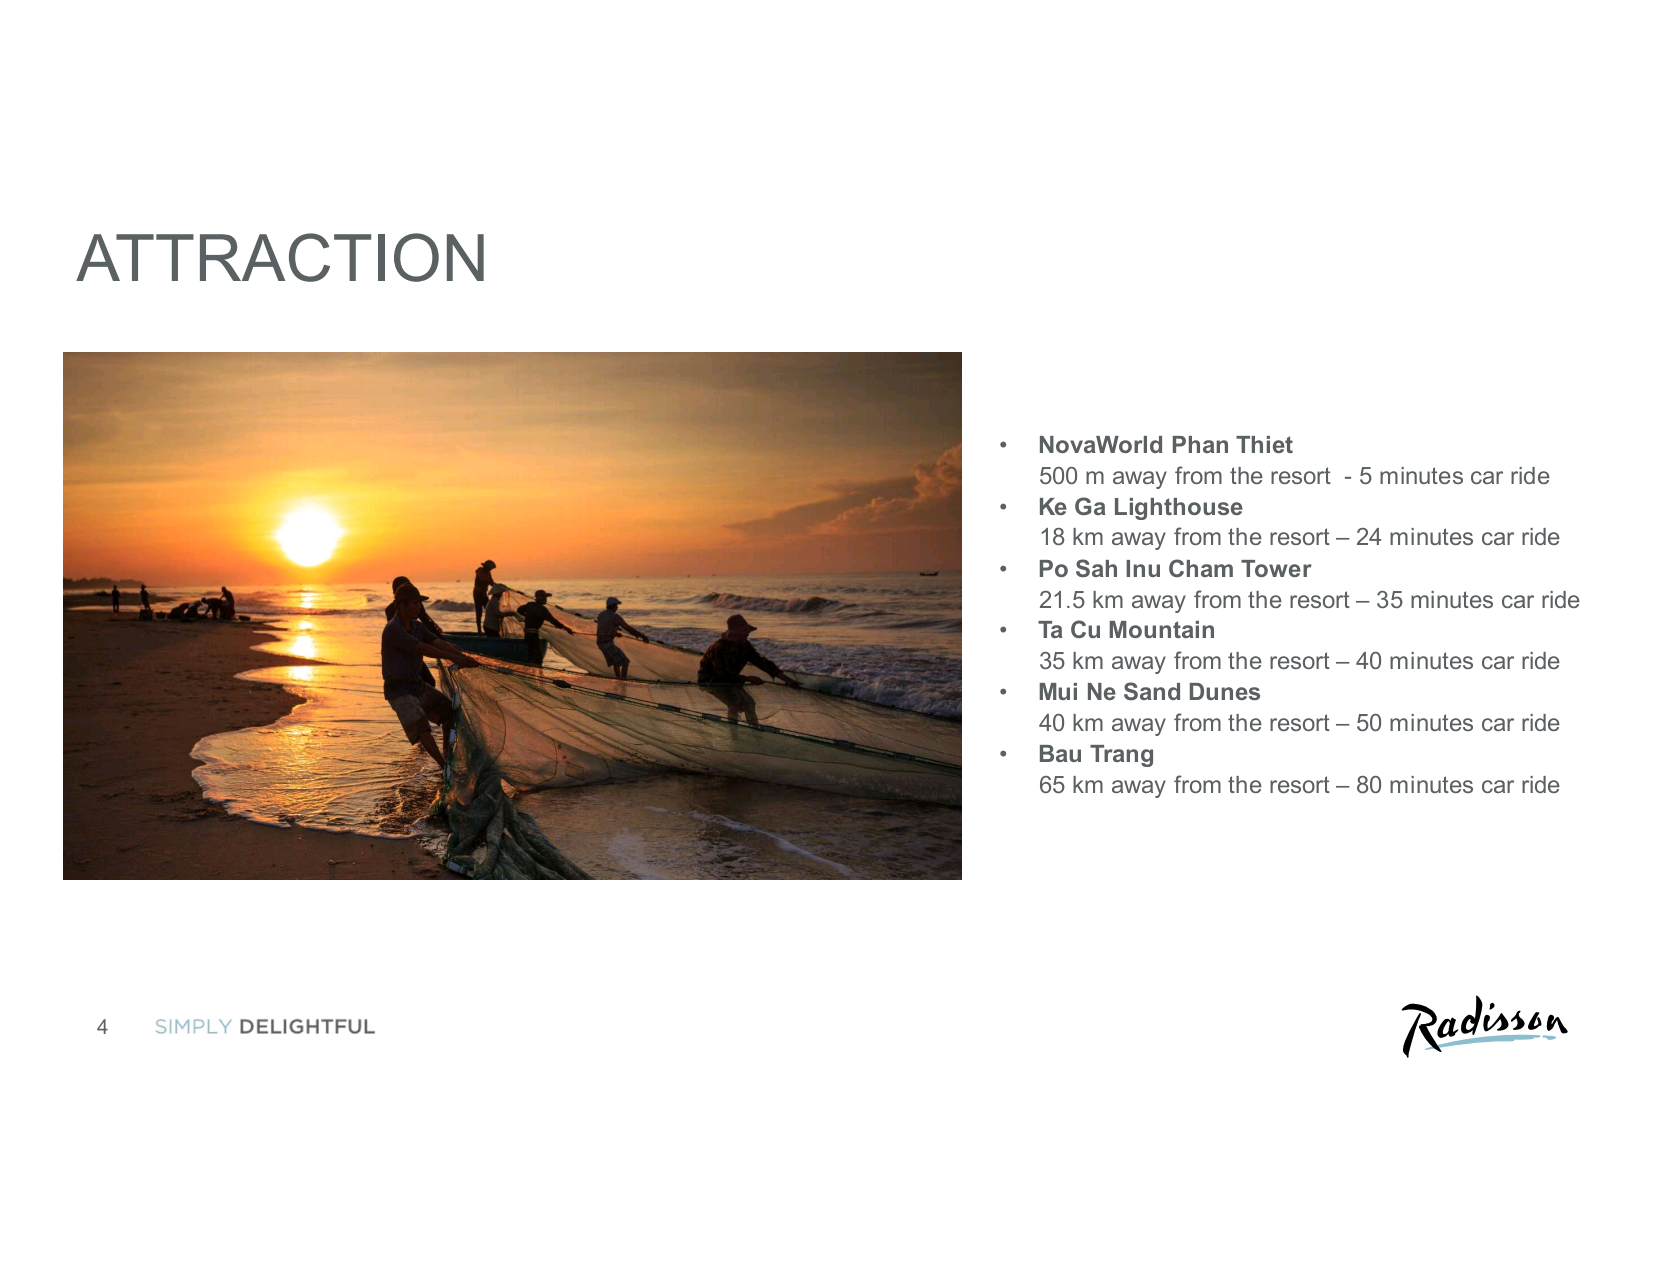 ATTRACTION
• NovaWorld Phan Thiet
500 m away from the resort  - 5 minutes car ride
• Ke Ga Lighthouse
18 km away from the resort – 24 minutes car ride
• Po Sah Inu Cham Tower
21.5 km away from the resort – 35 minutes car ride
• Ta Cu Mountain
35 km away from the resort – 40 minutes car ride
• Mui Ne Sand Dunes
40 km away from the resort – 50 minutes car ride
• Bau Trang
65 km away from the resort – 80 minutes car ride
4 SIMPLY DELIGHTFUL
Radisson